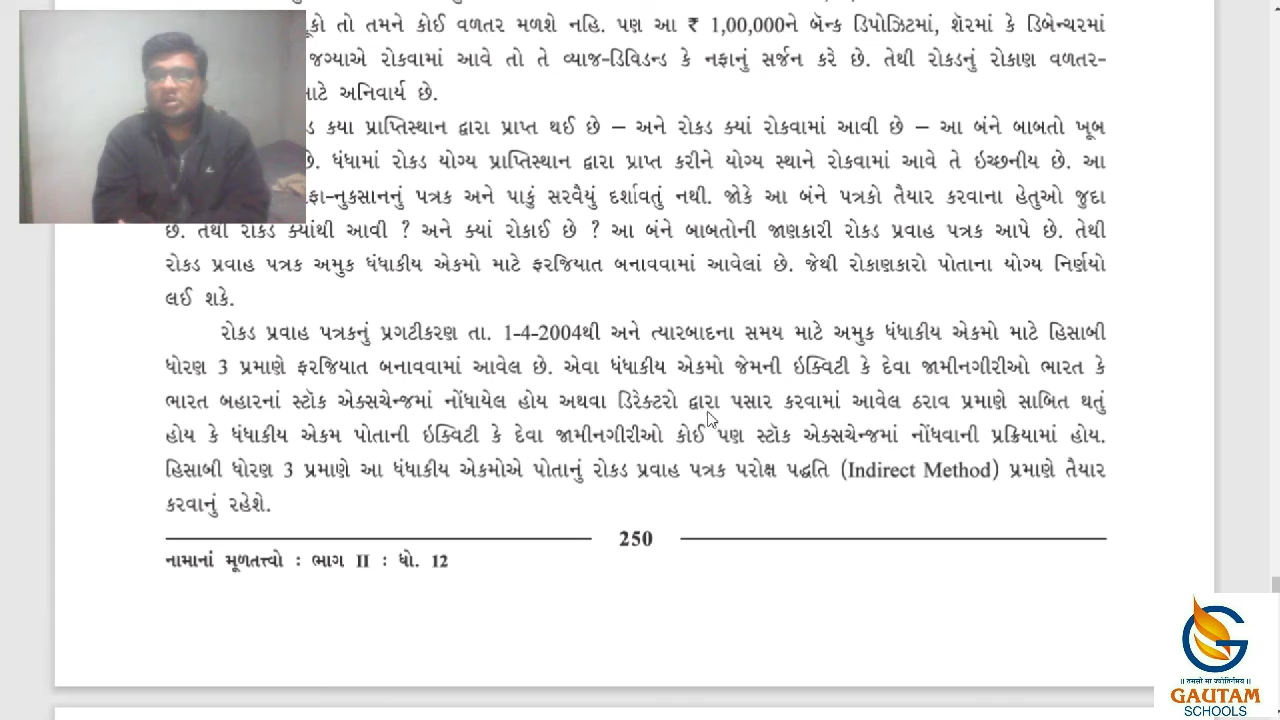 તો તમને કોઈ વળતર મળશે નહિ. પણ આ ₹ 1,00,000ને બૅન્ક ડિપોઝિટમાં, શૅરમાં કે ડિબેન્ચરમાં
જગ્યાએ રોકવામાં આવે તો તે વ્યાજ-ડિવિડન્ડ કે નફાનું સર્જન કરે છે. તેથી રોકડનું રોકાણ વળતર-
માટે અનિવાર્ય છે.
કયા પ્રાપ્તિસ્થાન દ્વારા પ્રાપ્ત થઈ છે – અને રોકડ ક્યાં રોકવામાં આવી છે – આ બંને બાબતો ખૂબ
છે. ધંધામાં રોકડ યોગ્ય પ્રાપ્તિસ્થાન દ્વારા પ્રાપ્ત કરીને યોગ્ય સ્થાને રોકવામાં આવે તે ઇચ્છનીય છે. આ
નફા-નુકસાનનું પત્રક અને પાકું સરવૈયું દર્શાવતું નથી. જોકે આ બંને પત્રકો તૈયાર કરવાના હેતુઓ જુદા
છે. તેથી રોકડ ક્યાંથી આવી ? અને ક્યાં રોકાઈ છે ? આ બંને બાબતોની જાણકારી રોકડ પ્રવાહ પત્રક આપે છે. તેથી
રોકડ પ્રવાહ પત્રક અમુક ધંધાકીય એકમો માટે ફરજિયાત બનાવવામાં આવેલાં છે. જેથી રોકાણકારો પોતાના યોગ્ય નિર્ણયો
લઈ શકે.
રોકડ પ્રવાહ પત્રકનું પ્રગટીકરણ તા. 1-4-2004થી અને ત્યારબાદના સમય માટે અમુક ધંધાકીય એકમો માટે હિસાબી
ધોરણ 3 પ્રમાણે ફરજિયાત બનાવવામાં આવેલ છે. એવા ધંધાકીય એકમો જેમની ઇક્વિટી કે દેવા જામીનગીરીઓ ભારત કે
ભારત બહારનાં સ્ટૉક એક્સચેન્જમાં નોંધાયેલ હોય અથવા ડિરેક્ટરો દ્વારા પસાર કરવામાં આવેલ ઠરાવ પ્રમાણે સાબિત થતું
હોય કે ધંધાકીય એકમ પોતાની ઇક્વિટી કે દેવા જામીનગીરીઓ કોઈ પણ સ્ટૉક એક્સચેન્જમાં નોંધવાની પ્રક્રિયામાં હોય.
હિસાબી ધોરણ 3 પ્રમાણે આ ધંધાકીય એકમોએ પોતાનું રોકડ પ્રવાહ પત્રક પરોક્ષ પદ્ધતિ (Indirect Method) પ્રમાણે તૈયાર
કરવાનું રહેશે.
250
નામાનાં મૂળતત્ત્વો : ભાગ II : ધો. 12
|| તમસો મા જ્યોતિર્ગમય ||
GAUTAM
SCHOOLS